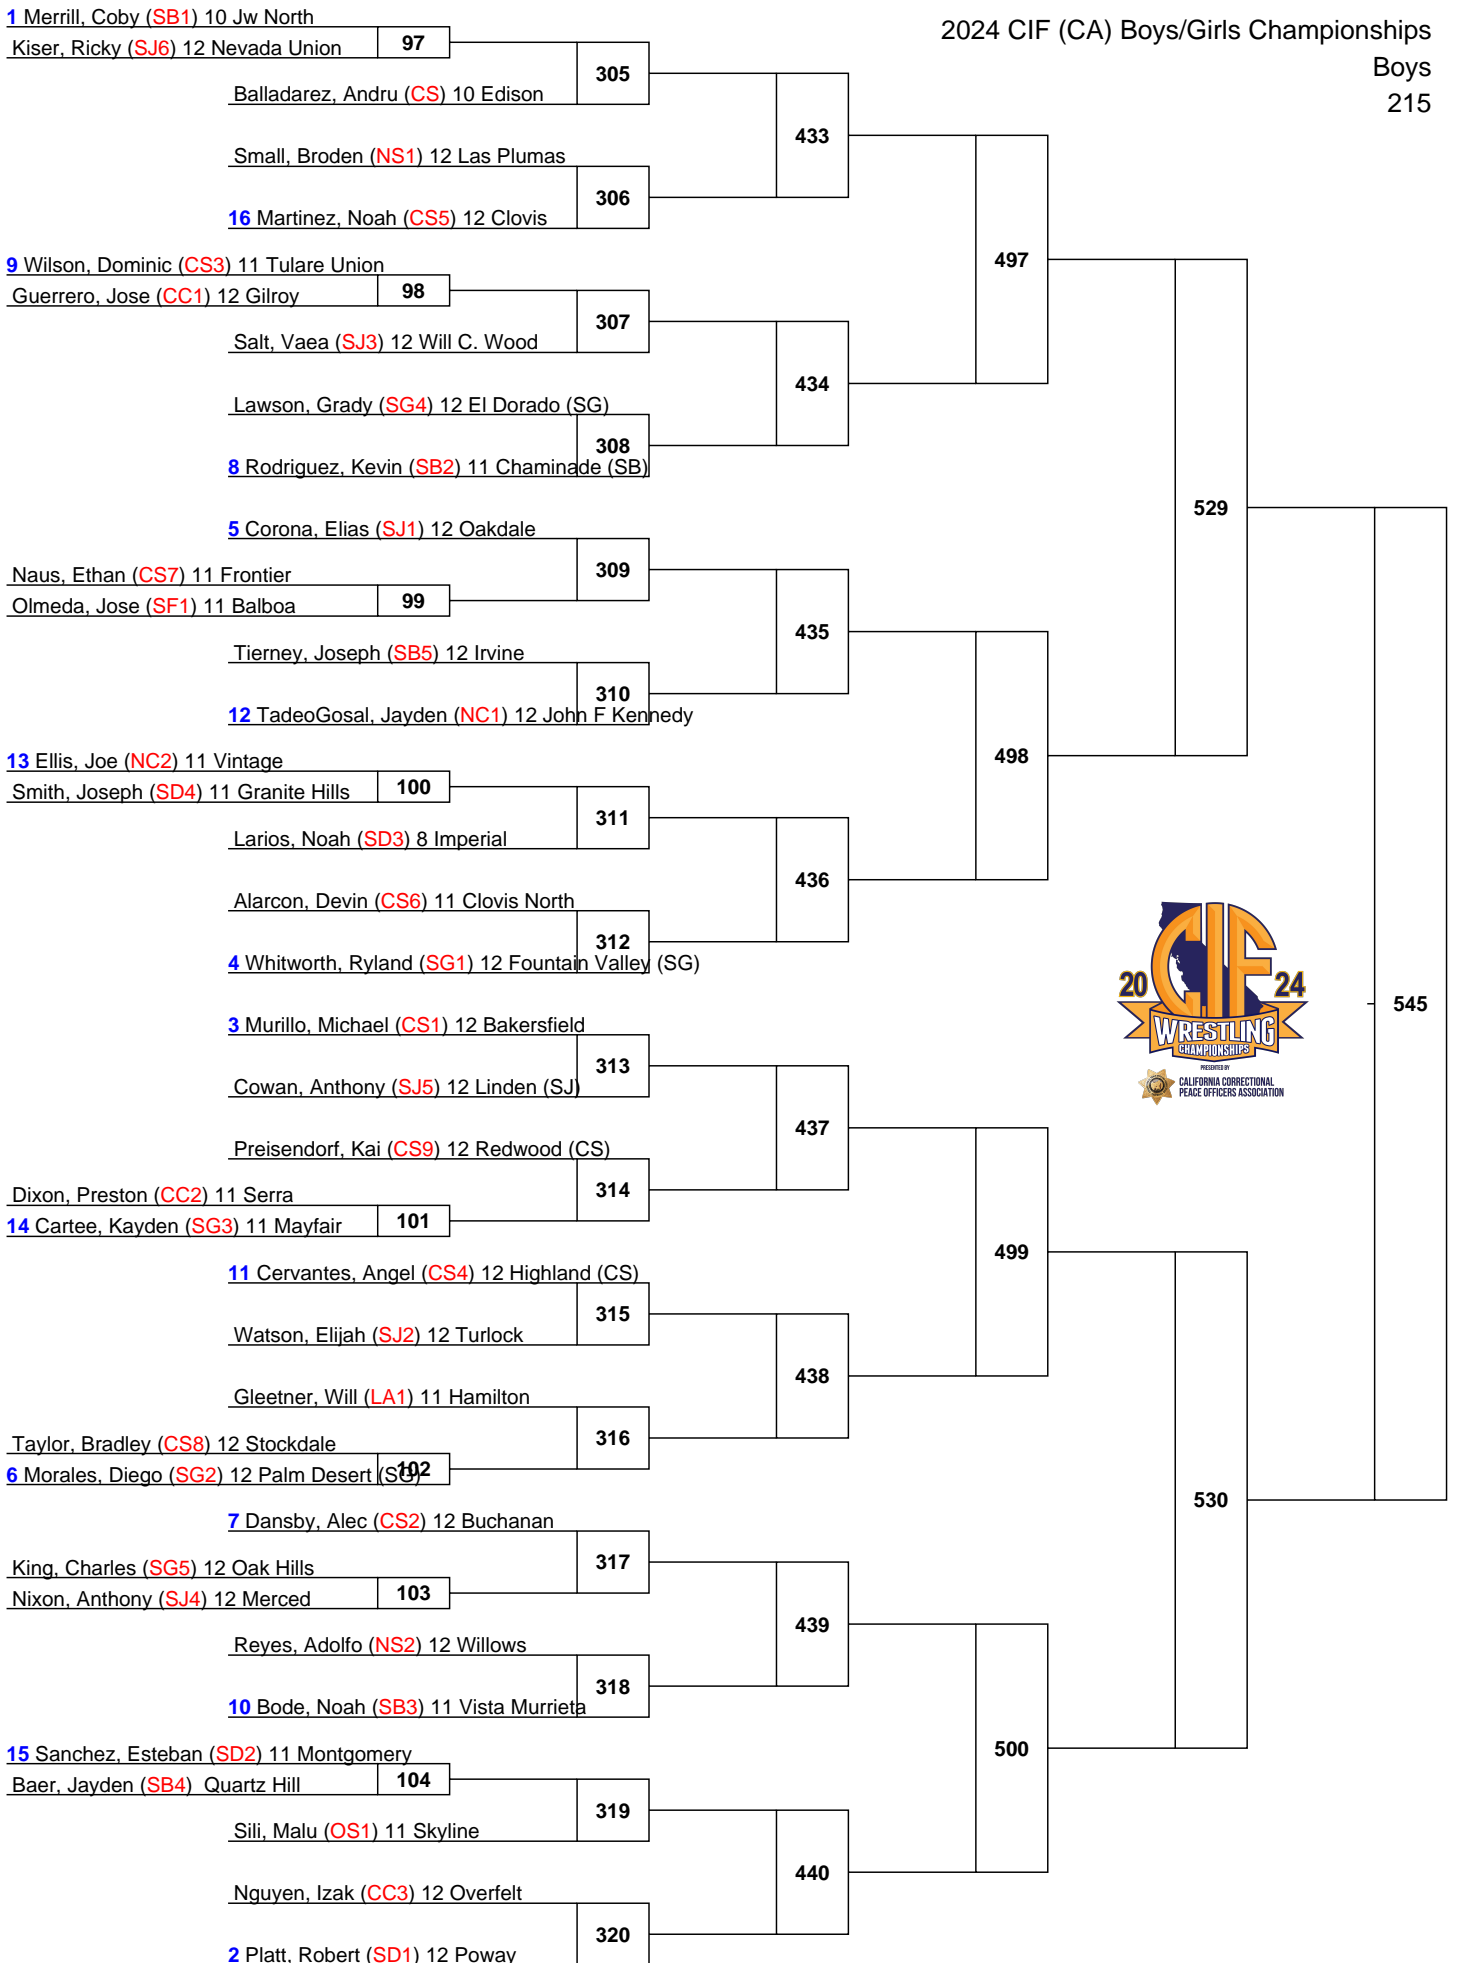 2024 CIF (CA) Boys/Girls Championships
Boys
215
1 Merrill, Coby (SB1) 10 Jw North
Kiser, Ricky (SJ6) 12 Nevada Union
97
305
Balladarez, Andru (CS) 10 Edison
433
Small, Broden (NS1) 12 Las Plumas
306
16 Martinez, Noah (CS5) 12 Clovis
497
9 Wilson, Dominic (CS3) 11 Tulare Union
Guerrero, Jose (CC1) 12 Gilroy
98
307
Salt, Vaea (SJ3) 12 Will C. Wood
434
Lawson, Grady (SG4) 12 El Dorado (SG)
308
8 Rodriguez, Kevin (SB2) 11 Chaminade (SB)
529
5 Corona, Elias (SJ1) 12 Oakdale
309
Naus, Ethan (CS7) 11 Frontier
Olmeda, Jose (SF1) 11 Balboa
99
435
Tierney, Joseph (SB5) 12 Irvine
310
12 TadeoGosal, Jayden (NC1) 12 John F Kennedy
498
13 Ellis, Joe (NC2) 11 Vintage
Smith, Joseph (SD4) 11 Granite Hills
100
311
Larios, Noah (SD3) 8 Imperial
436
Alarcon, Devin (CS6) 11 Clovis North
312
4 Whitworth, Ryland (SG1) 12 Fountain Valley (SG)
20 CIF 24
WRESTLING
CHAMPIONSHIPS
PRESENTED BY
CALIFORNIA CORRECTIONAL
PEACE OFFICERS ASSOCIATION
545
3 Murillo, Michael (CS1) 12 Bakersfield
313
Cowan, Anthony (SJ5) 12 Linden (SJ)
437
Preisendorf, Kai (CS9) 12 Redwood (CS)
314
Dixon, Preston (CC2) 11 Serra
14 Cartee, Kayden (SG3) 11 Mayfair
101
499
11 Cervantes, Angel (CS4) 12 Highland (CS)
315
Watson, Elijah (SJ2) 12 Turlock
438
Gleetner, Will (LA1) 11 Hamilton
316
Taylor, Bradley (CS8) 12 Stockdale
6 Morales, Diego (SG2) 12 Palm Desert (SG)
102
530
7 Dansby, Alec (CS2) 12 Buchanan
317
King, Charles (SG5) 12 Oak Hills
Nixon, Anthony (SJ4) 12 Merced
103
439
Reyes, Adolfo (NS2) 12 Willows
318
10 Bode, Noah (SB3) 11 Vista Murrieta
500
15 Sanchez, Esteban (SD2) 11 Montgomery
Baer, Jayden (SB4) Quartz Hill
104
319
Sili, Malu (OS1) 11 Skyline
440
Nguyen, Izak (CC3) 12 Overfelt
320
2 Platt, Robert (SD1) 12 Poway